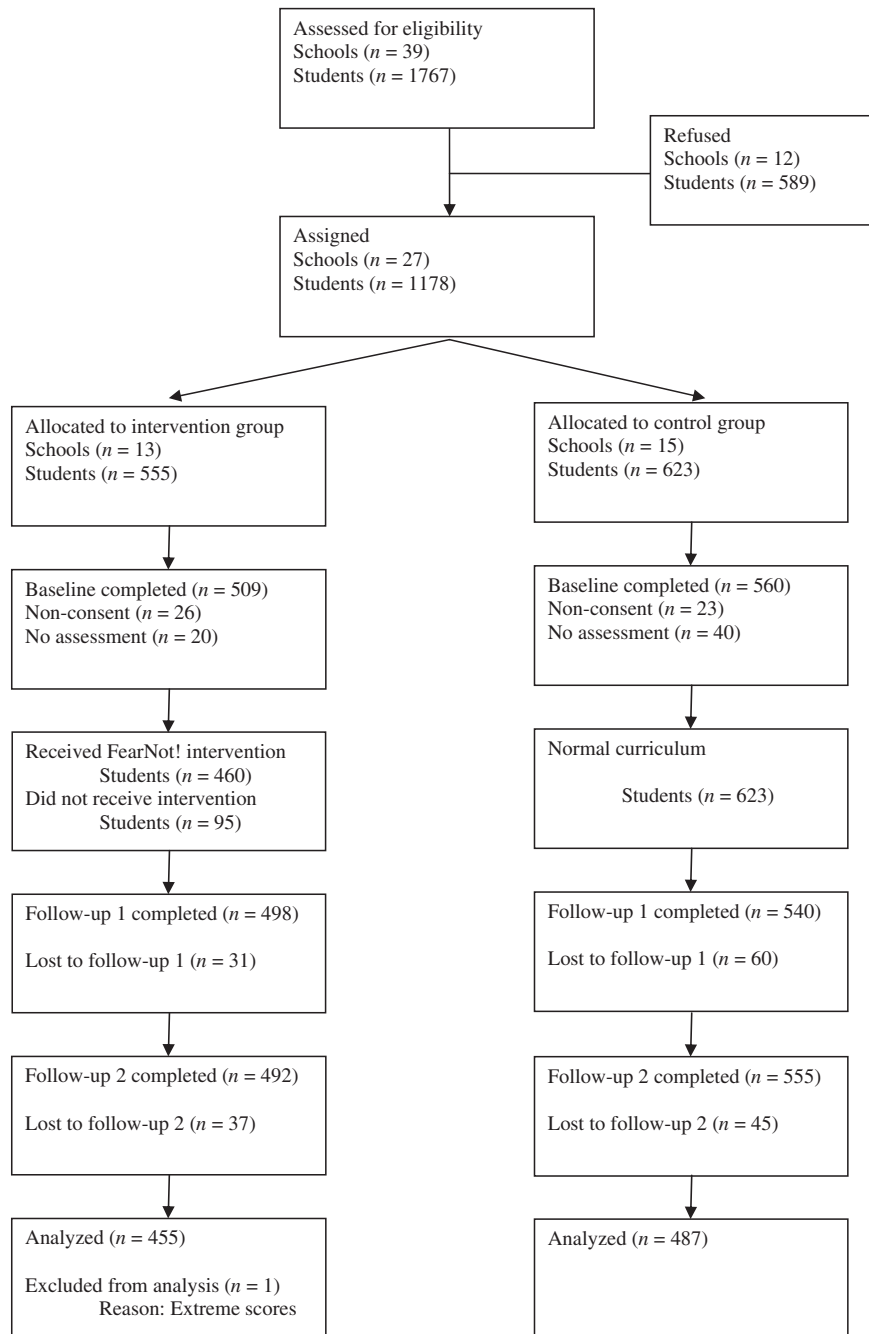 Assessed for eligibility
Schools (n = 39)
Students (n = 1767)
Refused
Schools (n = 12)
Students (n = 589)
Assigned
Schools (n = 27)
Students (n = 1178)
Allocated to intervention group
Schools (n = 13)
Students (n = 555)
Allocated to control group
Schools (n = 15)
Students (n = 623)
Baseline completed (n = 509)
Non-consent (n = 26)
No assessment (n = 20)
Baseline completed (n = 560)
Non-consent (n = 23)
No assessment (n = 40)
Received FearNot! intervention
Students (n = 460)
Did not receive intervention
Students (n = 95)
Normal curriculum
Students (n = 623)
Follow-up 1 completed (n = 498)
Lost to follow-up 1 (n = 31)
Follow-up 1 completed (n = 540)
Lost to follow-up 1 (n = 60)
Follow-up 2 completed (n = 492)
Lost to follow-up 2 (n = 37)
Follow-up 2 completed (n = 555)
Lost to follow-up 2 (n = 45)
Analyzed (n = 455)
Excluded from analysis (n = 1)
Reason: Extreme scores
Analyzed (n = 487)